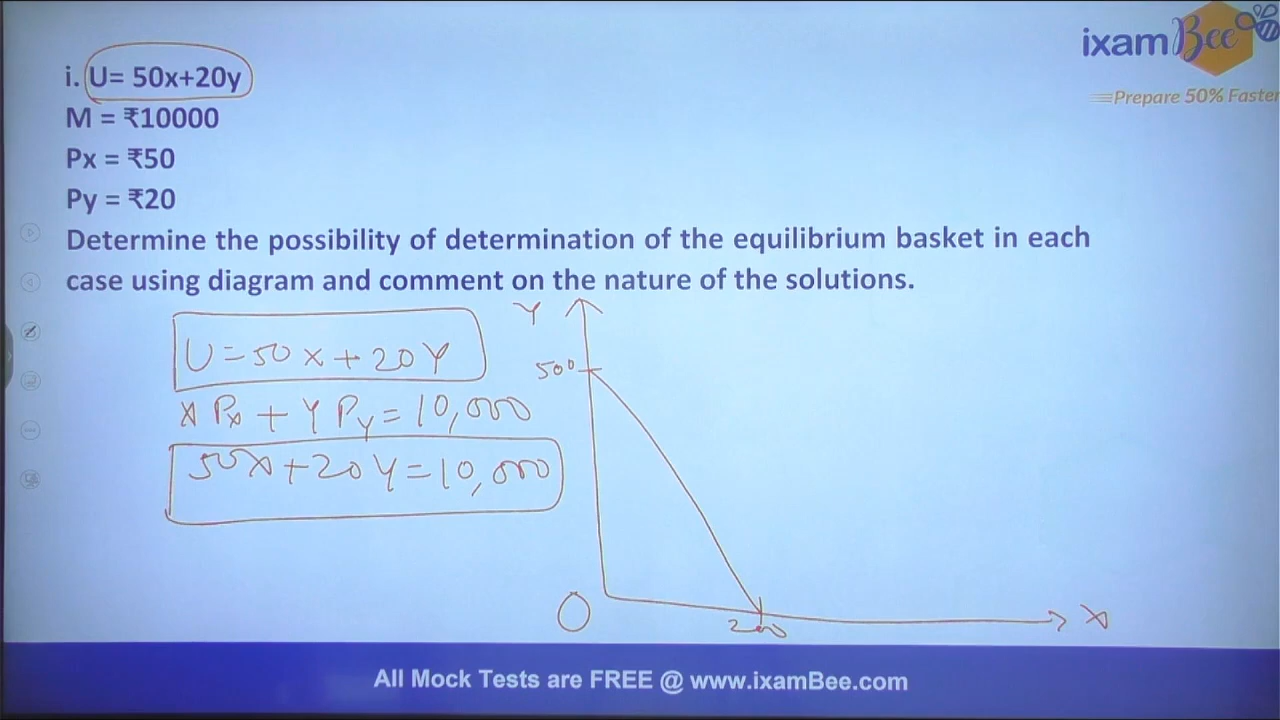 ixamBee
Prepare 50% Faster
i. U= 50x+20y
M = ₹10000
Px = ₹50
Py = ₹20
Determine the possibility of determination of the equilibrium basket in each
case using diagram and comment on the nature of the solutions.
U=50x+20Y
x Px + Y Py = 10,000
50x+20Y=10,000
Y
500
O
200
X
All Mock Tests are FREE @ www.ixamBee.com